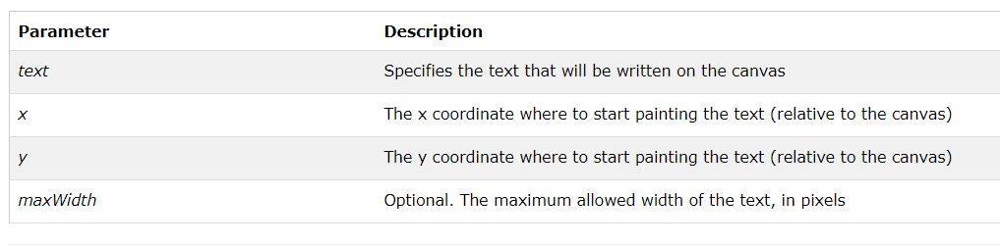 Parameter Description
text Specifies the text that will be written on the canvas
x The x coordinate where to start painting the text (relative to the canvas)
y The y coordinate where to start painting the text (relative to the canvas)
maxWidth Optional. The maximum allowed width of the text, in pixels